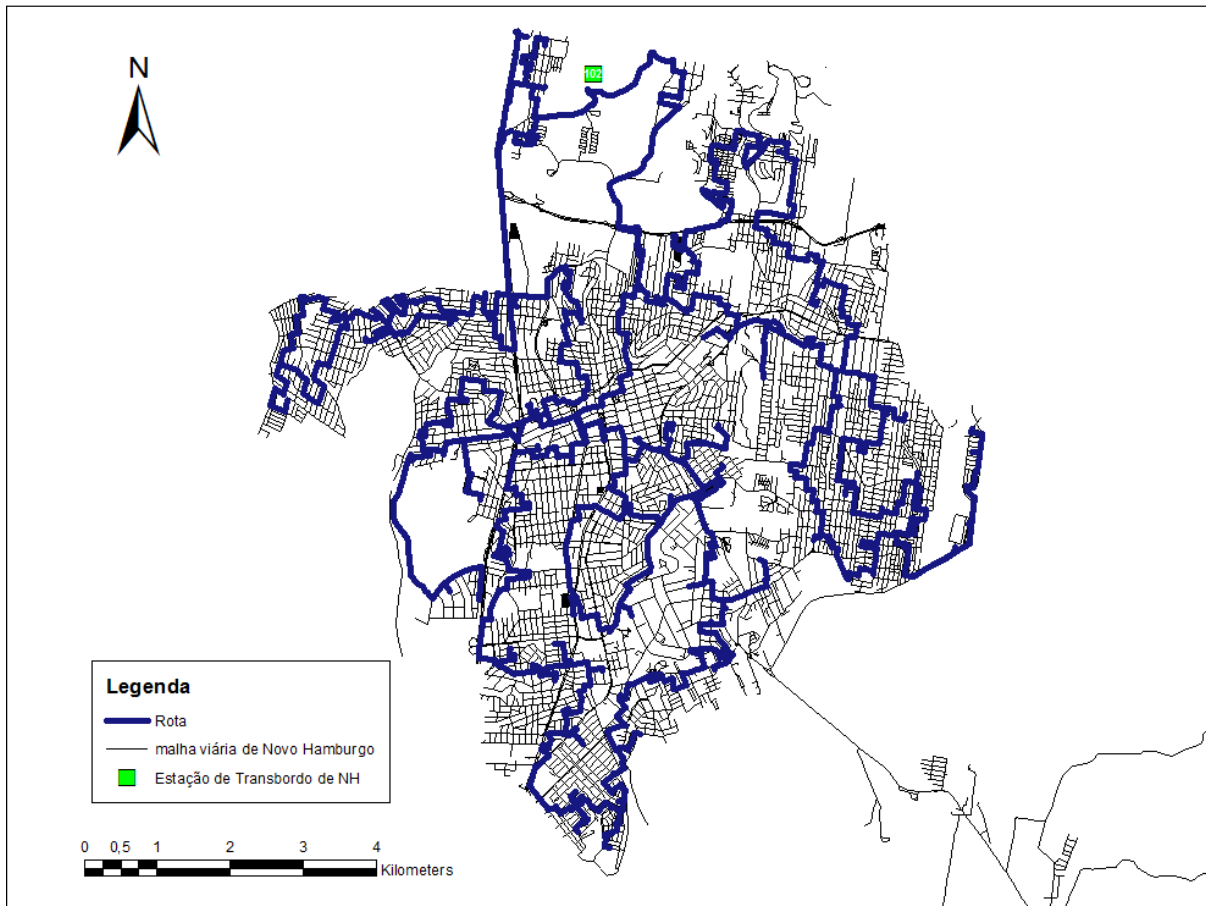 N
102
Legenda
Rota
malha viária de Novo Hamburgo
Estação de Transbordo de NH
0 0,5 1 2 3 4
Kilometers